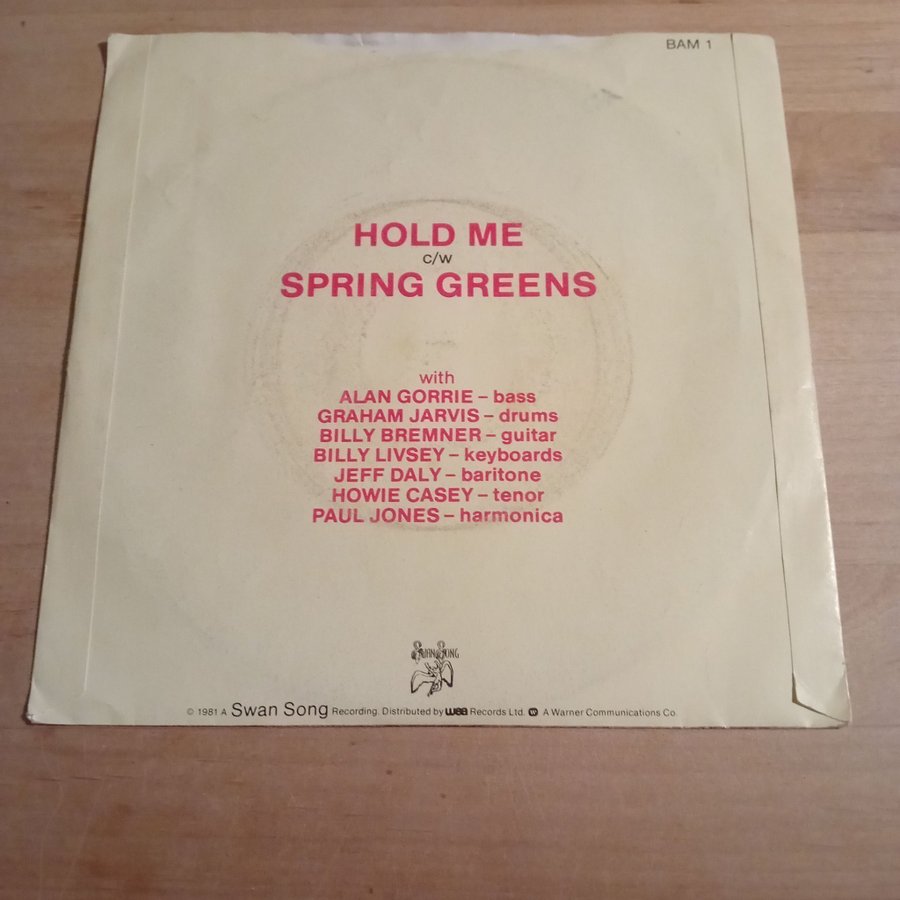 BAM 1
HOLD ME
c/w
SPRING GREENS
with
ALAN GORRIE – bass
GRAHAM JARVIS – drums
BILLY BREMNER – guitar
BILLY LIVSEY – keyboards
JEFF DALY – baritone
HOWIE CASEY – tenor
PAUL JONES – harmonica
SWAN SONG
© 1981 A Swan Song Recording. Distributed by wea Records Ltd. W A Warner Communications Co.